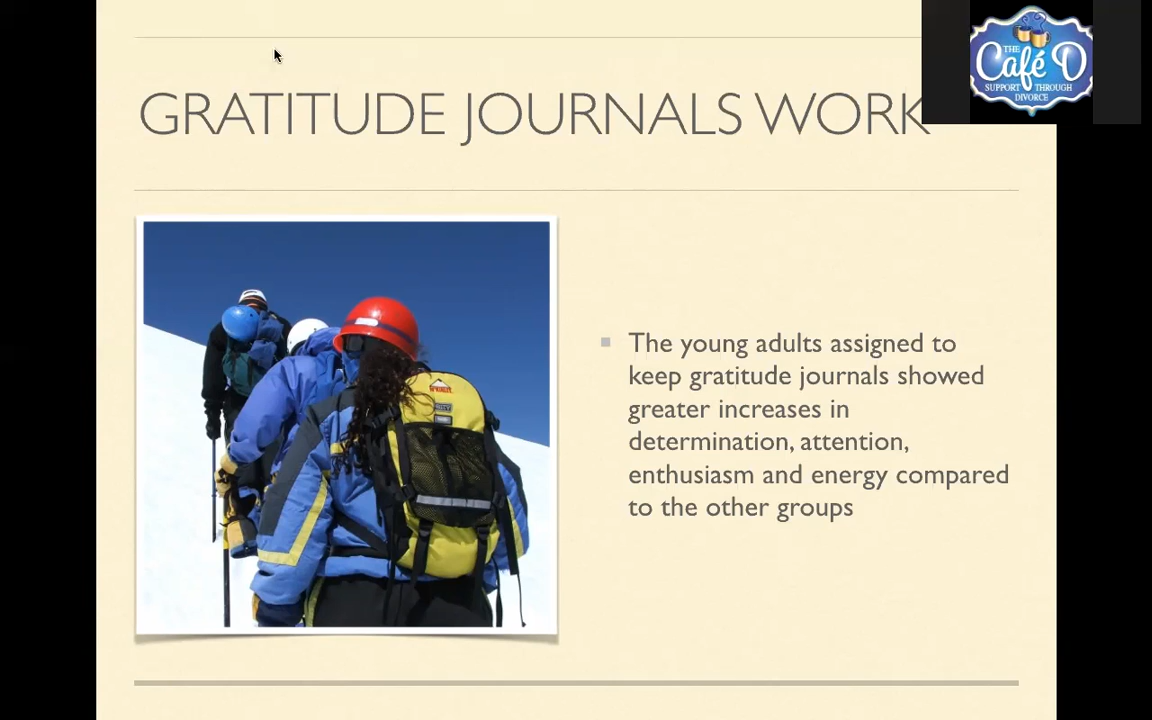 THE
Café D
SUPPORT THROUGH
DIVORCE
GRATITUDE JOURNALS WORK
The young adults assigned to
keep gratitude journals showed
greater increases in
determination, attention,
enthusiasm and energy compared
to the other groups